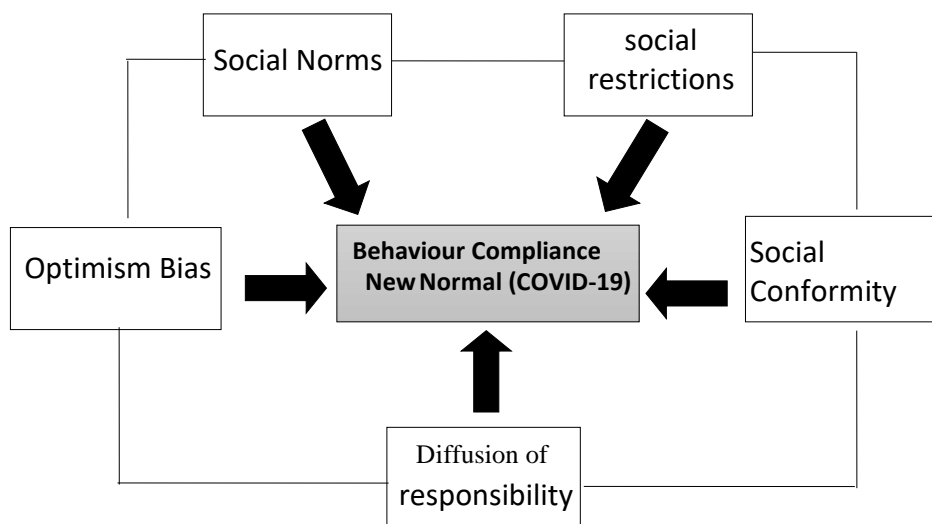 Social Norms
social
restrictions
Optimism Bias
Behaviour Compliance
New Normal (COVID-19)
Social
Conformity
Diffusion of
responsibility